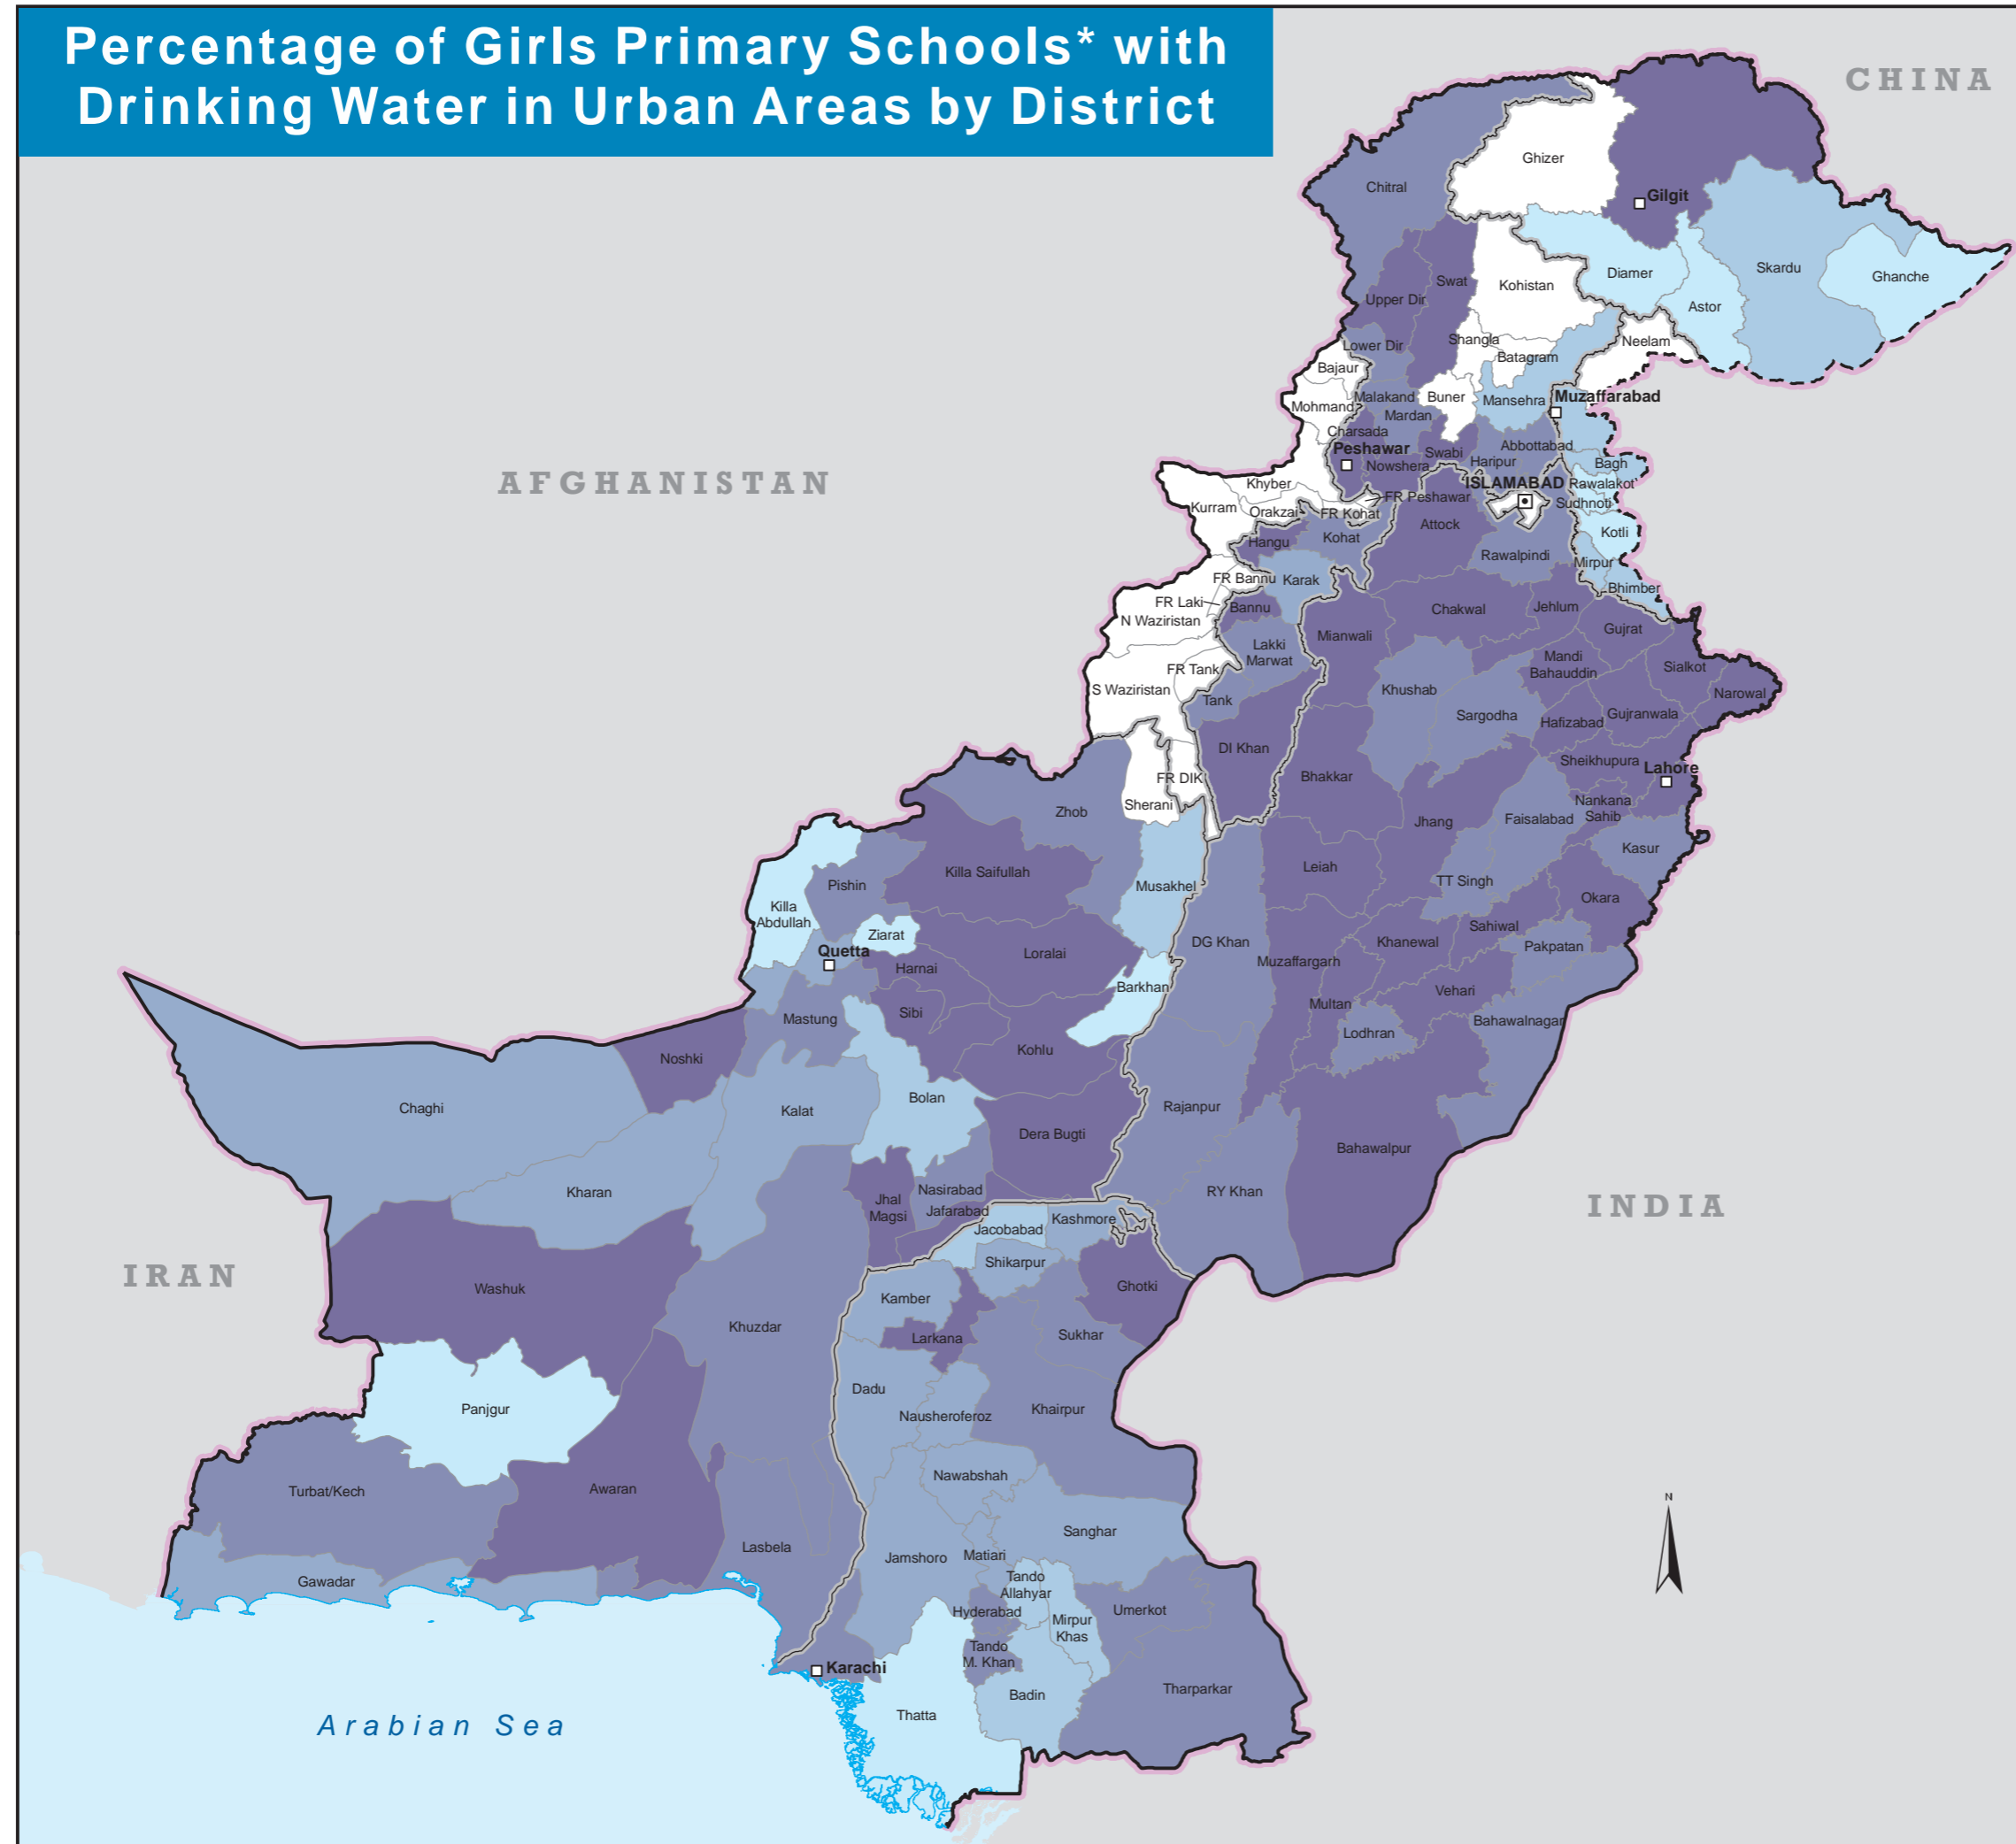 Percentage of Girls Primary Schools* with
Drinking Water in Urban Areas by District
CHINA
Ghizer
Chitral
Gilgit
Skardu
Ghanche
Diamer
Astor
Swat
Kohistan
Upper Dir
Shangla
Neelam
Lower Dir
Batagram
Bajaur
Malakand
Buner
Mansehra
Muzaffarabad
Mohmand
Mardan
Charsada
Peshawar
Swabi
Abbottabad
Nowshera
Haripur
Bagh
AFGHANISTAN
Khyber
ISLAMABAD
Rawalakot
FR Peshawar
Sudhnoti
Kurram
Orakzai
FR Kohat
Attock
Kotli
Hangu
Kohat
Rawalpindi
Mirpur
FR Bannu
Karak
Bhimber
FR Laki
Bannu
Chakwal
Jehlum
N Waziristan
Mianwali
Gujrat
Lakki
Marwat
FR Tank
Mandi
Bahauddin
Sialkot
S Waziristan
Tank
Khushab
Narowal
Sargodha
Hafizabad
Gujranwala
DI Khan
Sheikhupura
Lahore
FR DIK
Bhakkar
Sherani
Zhob
Nankana
Sahib
Jhang
Faisalabad
Kasur
Killa Saifullah
Leiah
Pishin
Musakhel
TT Singh
Okara
Killa
Abdullah
Ziarat
Sahiwal
Quetta
Loralai
DG Khan
Khanewal
Pakpatan
Harnai
Muzaffargarh
Barkhan
Vehari
Multan
Sibi
Mastung
Lodhran
Bahawalnagar
Noshki
Kohlu
Bolan
Chaghi
Kalat
Rajanpur
Dera Bugti
Bahawalpur
Kharan
Nasirabad
RY Khan
Jhal
Magsi
Jafarabad
Jacobabad
Kashmore
INDIA
IRAN
Shikarpur
Washuk
Kamber
Ghotki
Khuzdar
Larkana
Sukhar
Dadu
Panjgur
Nausheroferoz
Khairpur
Nawabshah
Turbat/Kech
Awaran
N
Sanghar
Lasbela
Jamshoro
Matiari
Gawadar
Tando
Allahyar
Hyderabad
Umerkot
Mirpur
Khas
Tando
M. Khan
Karachi
Tharparkar
Badin
Thatta
Arabian Sea